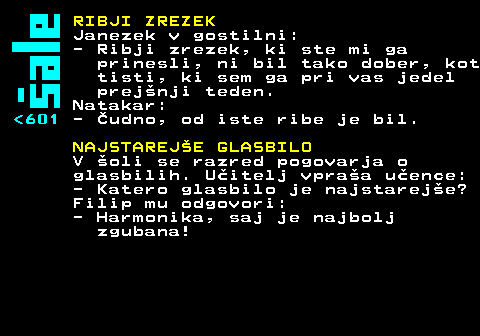 šale
<601
RIBJI ZREZEK
Janezek v gostilni:
- Ribji zrezek, ki ste mi ga
prinesli, ni bil tako dober, kot
tisti, ki sem ga pri vas jedel
prejšnji teden.
Natakar:
- Čudno, od iste ribe je bil.
NAJSTAREJŠE GLASBILO
V šoli se razred pogovarja o
glasbilih. Učitelj vpraša učence:
- Katero glasbilo je najstarejše?
Filip mu odgovori:
- Harmonika, saj je najbolj
zgubana!